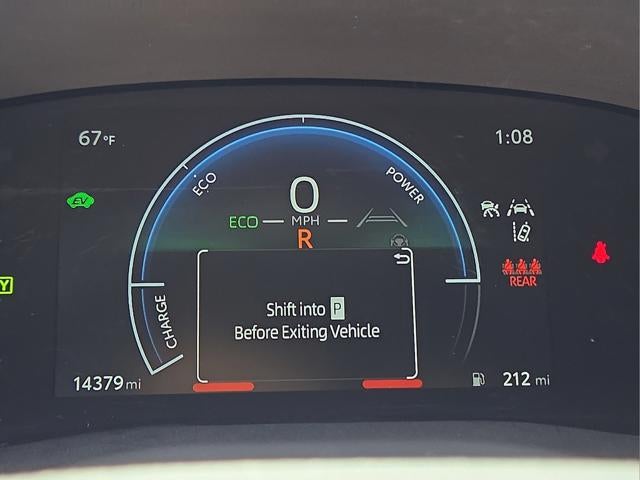 67°F
1:08
ECO
POWER
EV
0
ECO
MPH
R
REAR
Y
CHARGE
Shift into P
Before Exiting Vehicle
14379 mi
212 mi